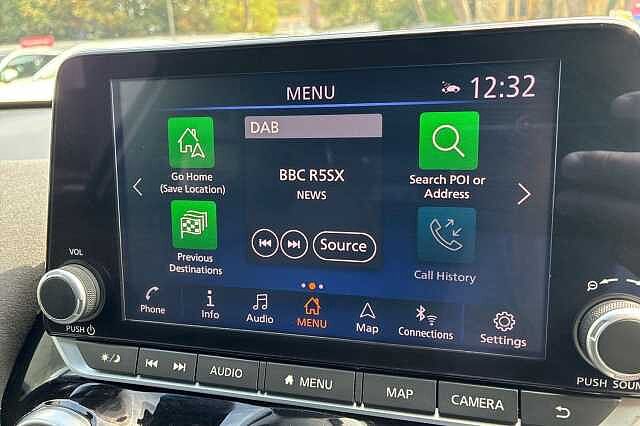 MENU
12:32
DAB
Go Home
(Save Location)
BBC R5SX
NEWS
Search POI or
Address
Previous
Destinations
Source
Call History
VOL
PUSH
Phone
Info
Audio
MENU
Map
Connections
Settings
AUDIO
MENU
MAP
CAMERA
PUSH SOUN